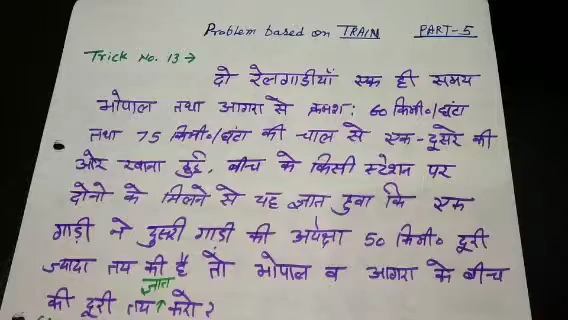 Problem based on TRAIN PART-5
Trick No. 13→
दो रेलगाडीयाँ एक ही समय
भोपाल तथा आगरा से क्रमश: 60 किमी०/घंटा
तथा 75 किमी०/घंटा की चाल से एक-दूसरे की
ओर रवाना हुई, बीच के किसी स्टेशन पर
दोनो के मिलने से यह ज्ञात हुवा कि एक
गाड़ी ने दुसरी गाडी की अपेक्षा 50 किमी० दूरी
ज्यादा तय की है तो भोपाल व आगरा के बीच
की दूरी ज्ञात करो?